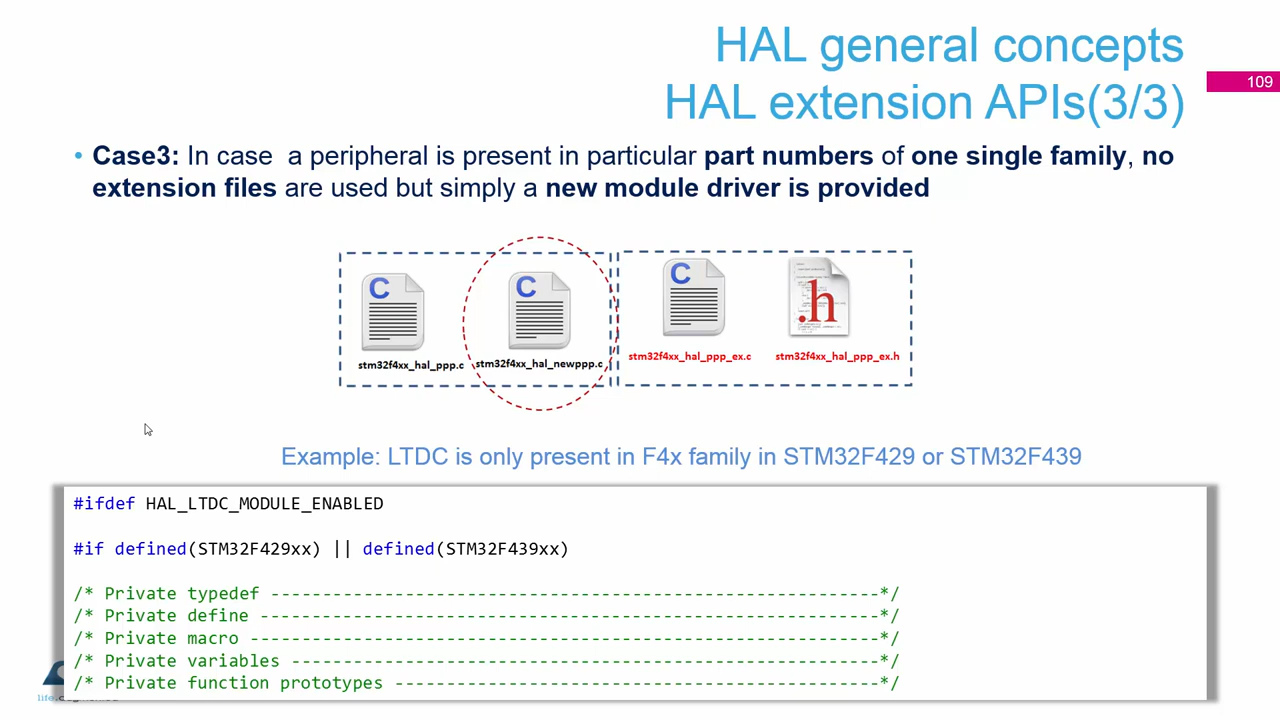 HAL general concepts
HAL extension APIs(3/3)
109
• Case3: In case a peripheral is present in particular part numbers of one single family, no
extension files are used but simply a new module driver is provided
C
C
C
.h
stm32f4xx_hal_ppp.c
stm32f4xx_hal_newppp.c
stm32f4xx_hal_ppp_ex.c
stm32f4xx_hal_ppp_ex.h
Example: LTDC is only present in F4x family in STM32F429 or STM32F439
#ifdef HAL_LTDC_MODULE_ENABLED
#if defined(STM32F429xx) || defined(STM32F439xx)
/* Private typedef -----------------------------------------------------------*/
/* Private define ------------------------------------------------------------*/
/* Private macro -------------------------------------------------------------*/
/* Private variables ---------------------------------------------------------*/
/* Private function prototypes -----------------------------------------------*/